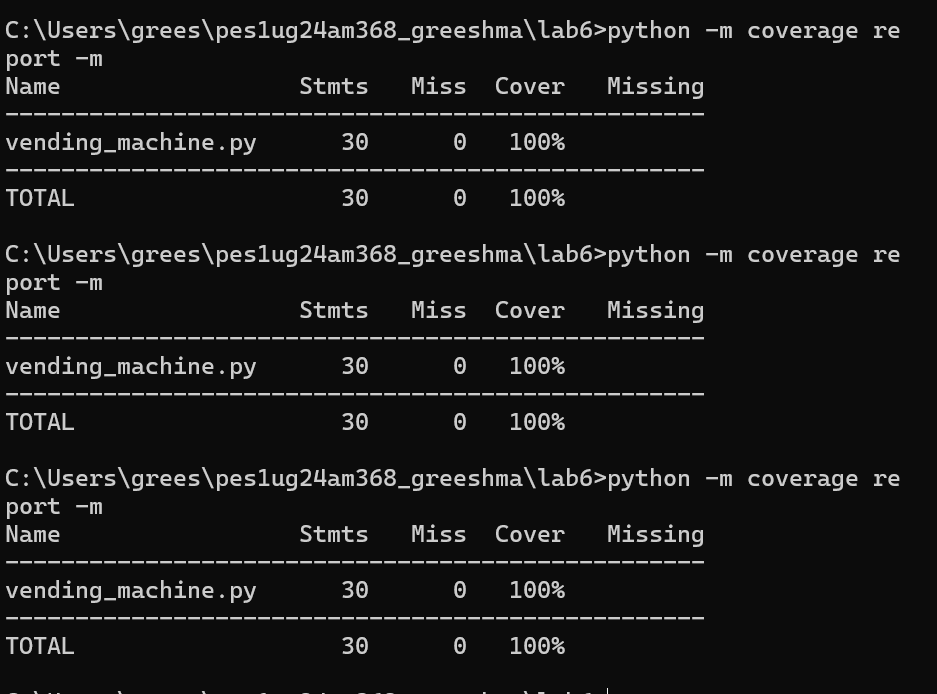 C:\Users\grees\pes1ug24am368_greeshma\lab6>python -m coverage re
port -m
Name                 Stmts   Miss  Cover   Missing
--------------------------------------------------
vending_machine.py      30      0   100%
--------------------------------------------------
TOTAL                   30      0   100%
C:\Users\grees\pes1ug24am368_greeshma\lab6>python -m coverage re
port -m
Name                 Stmts   Miss  Cover   Missing
--------------------------------------------------
vending_machine.py      30      0   100%
--------------------------------------------------
TOTAL                   30      0   100%
C:\Users\grees\pes1ug24am368_greeshma\lab6>python -m coverage re
port -m
Name                 Stmts   Miss  Cover   Missing
--------------------------------------------------
vending_machine.py      30      0   100%
--------------------------------------------------
TOTAL                   30      0   100%